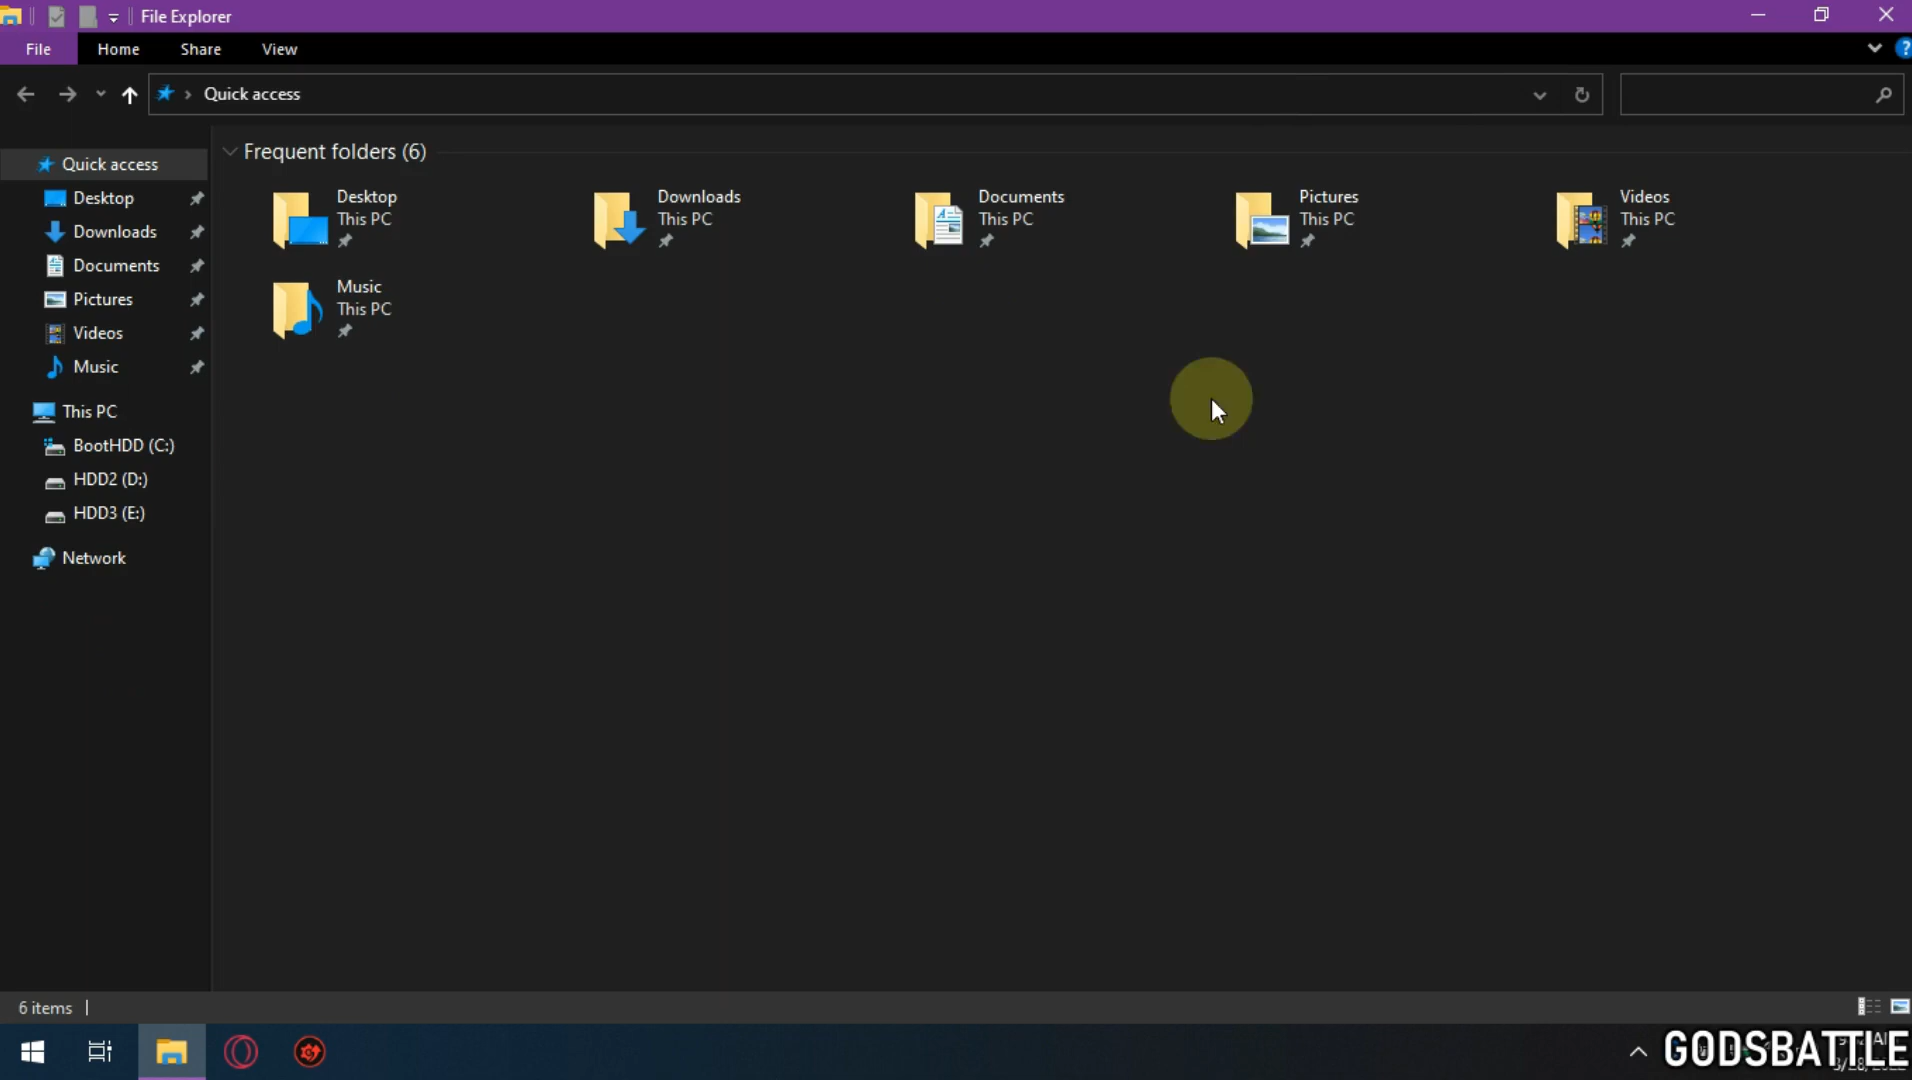 File Explorer
File Home Share View
Quick access
Quick access
Desktop
Downloads
Documents
Pictures
Videos
Music
This PC
BootHDD (C:)
HDD2 (D:)
HDD3 (E:)
Network
Frequent folders (6)
Desktop
This PC
Downloads
This PC
Documents
This PC
Pictures
This PC
Videos
This PC
Music
This PC
6 items
GODSBATTLE